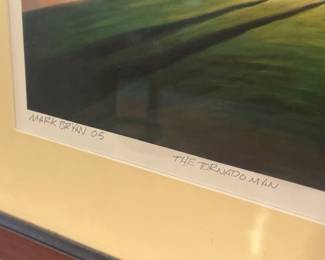 MARK BRYAN 05
THE TORNADO MAN